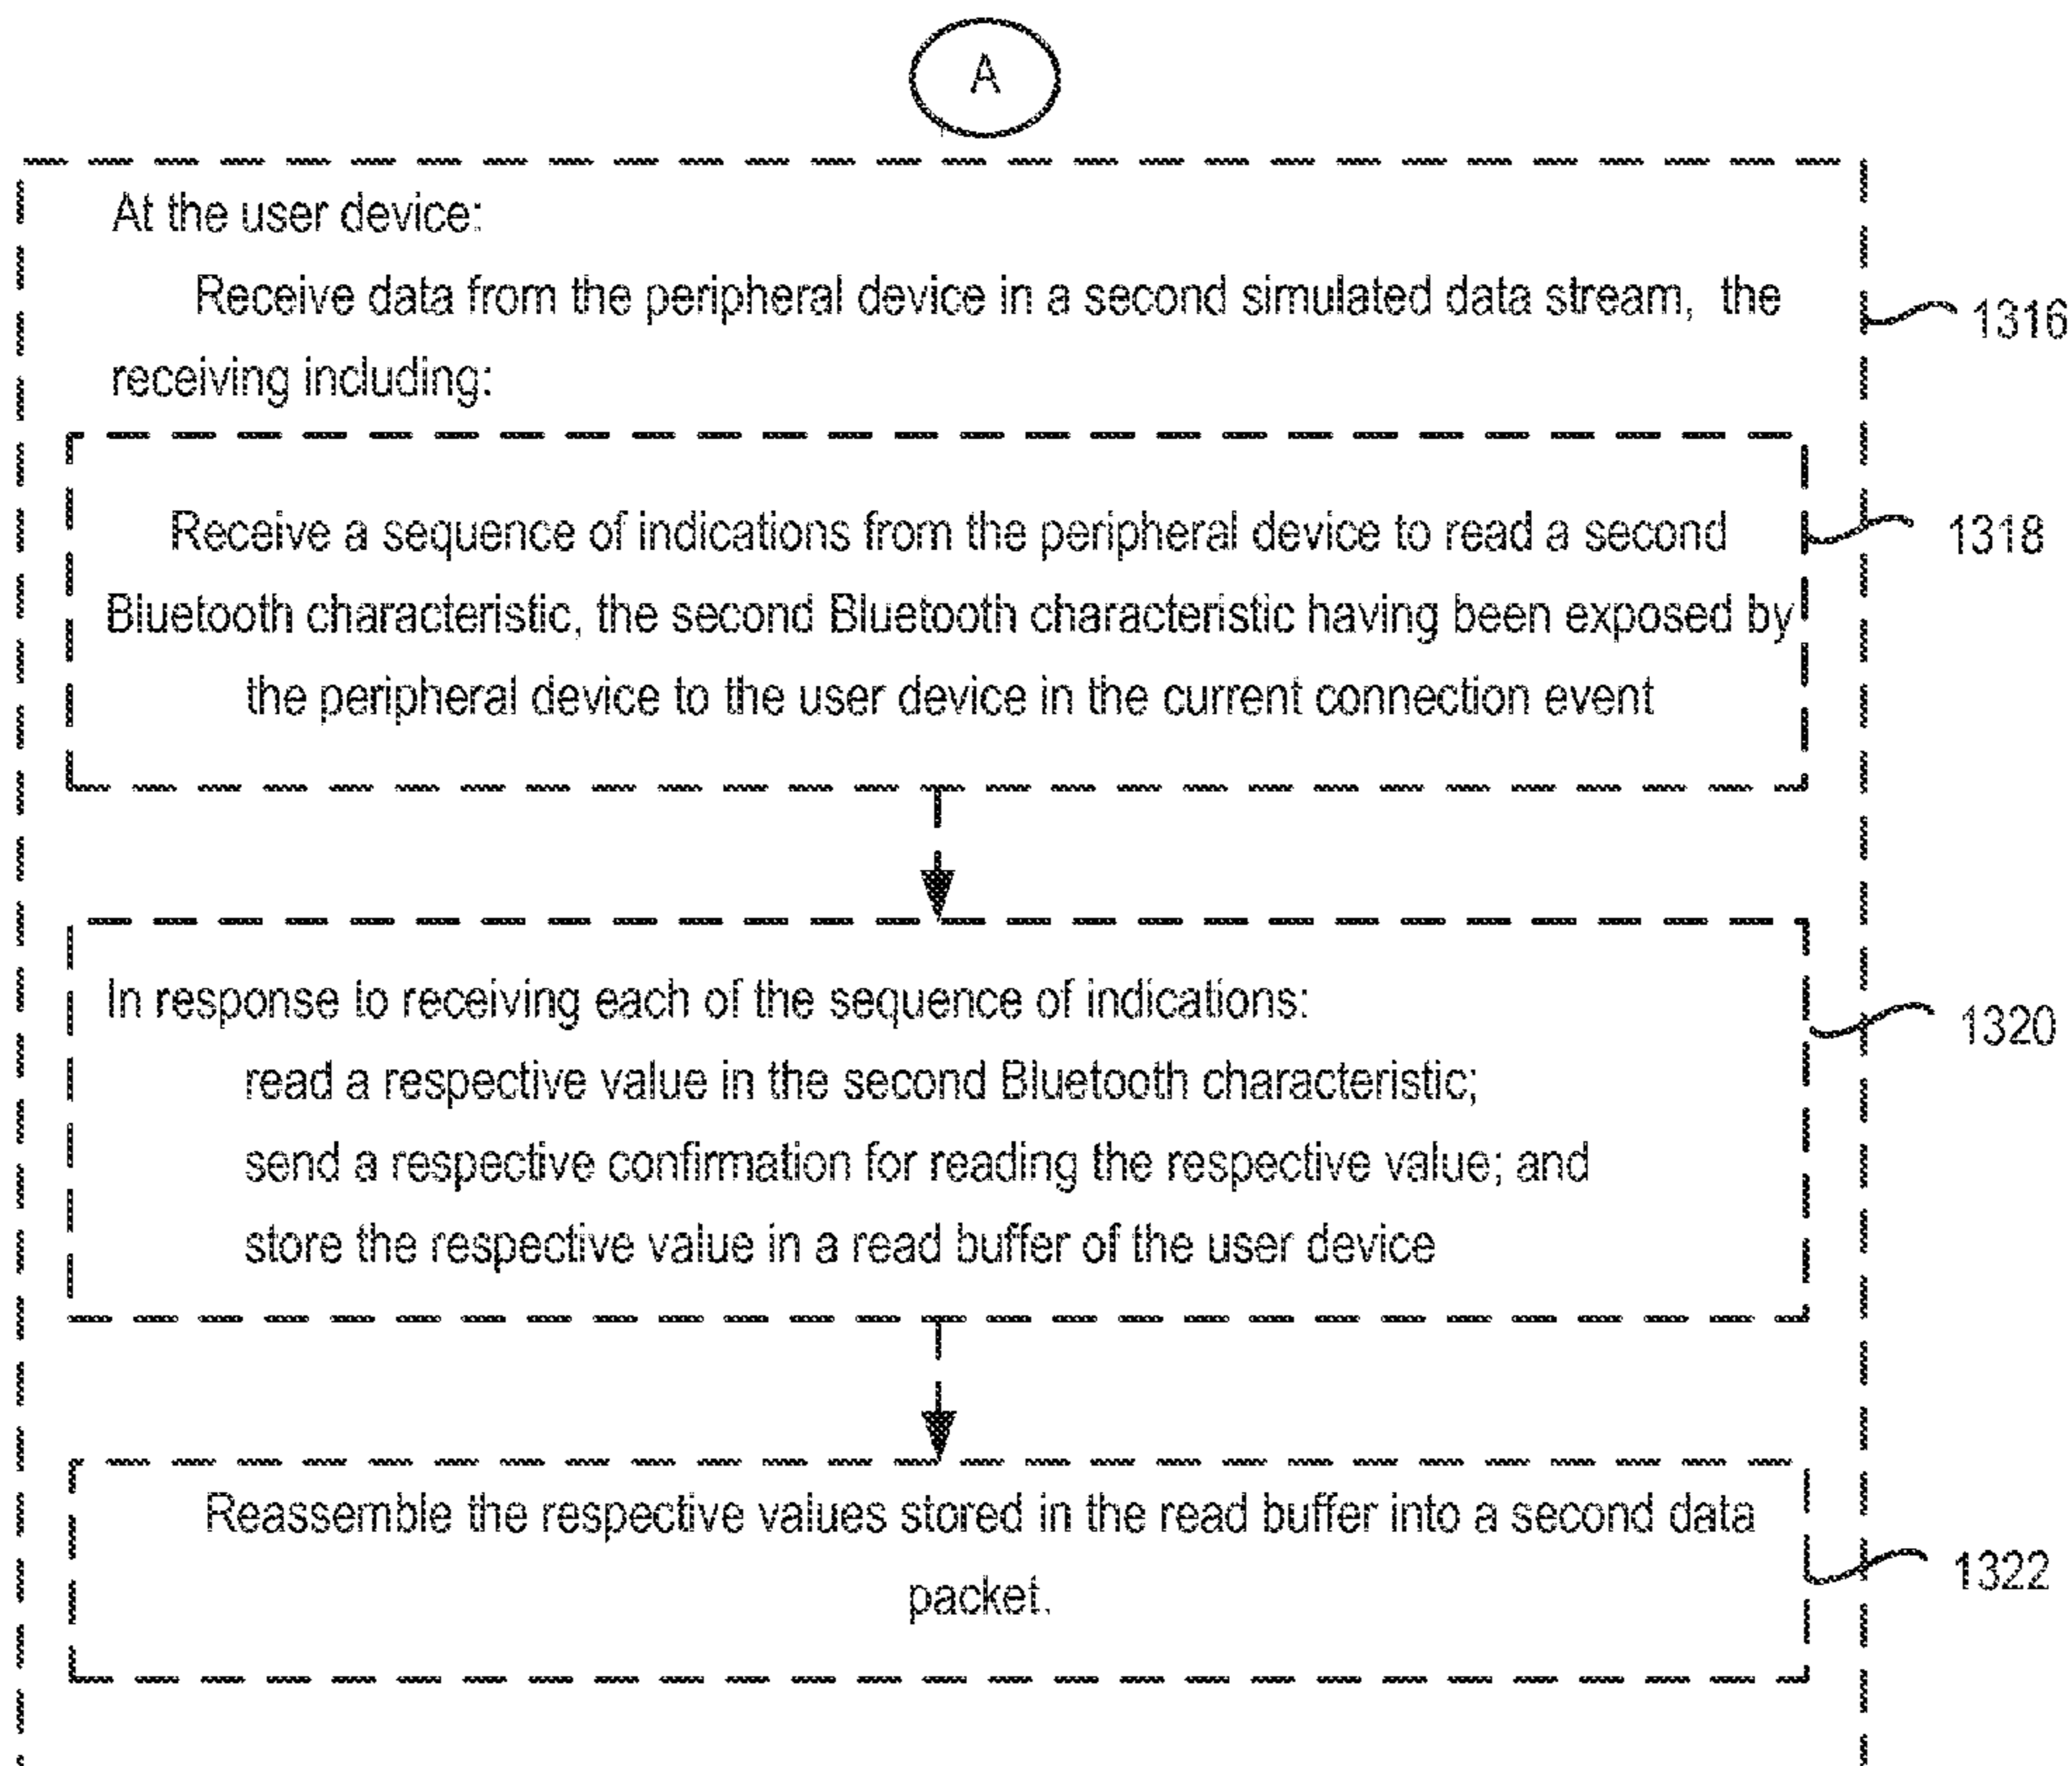 A
At the user device:
Receive data from the peripheral device in a second simulated data stream, the
1316
receiving including:
Receive a sequence of indications from the peripheral device to read a second
1318
Bluetooth characteristic, the second Bluetooth characteristic having been exposed by
the peripheral device to the user device in the current connection event
In response to receiving each of the sequence of indications:
1320
read a respective value in the second Bluetooth characteristic;
send a respective confirmation for reading the respective value; and
store the respective value in a read buffer of the user device
Reassemble the respective values stored in the read buffer into a second data
1322
packet.